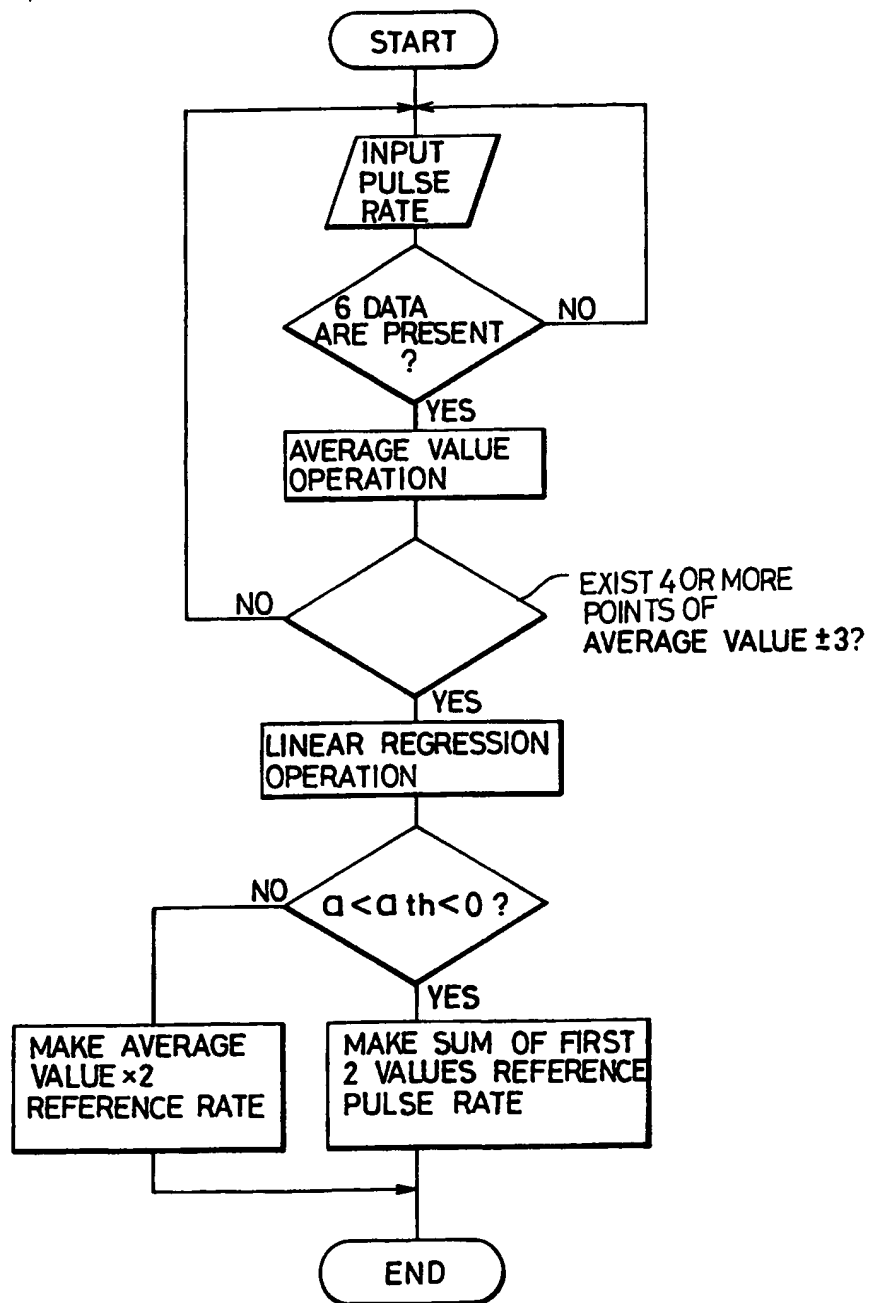 START
INPUT
PULSE
RATE
6 DATA
ARE PRESENT
?
NO
YES
AVERAGE VALUE
OPERATION
NO
EXIST 4 OR MORE
POINTS OF
AVERAGE VALUE ±3?
YES
LINEAR REGRESSION
OPERATION
NO
a < a th < 0 ?
YES
MAKE AVERAGE
VALUE ×2
REFERENCE RATE
MAKE SUM OF FIRST
2 VALUES REFERENCE
PULSE RATE
END